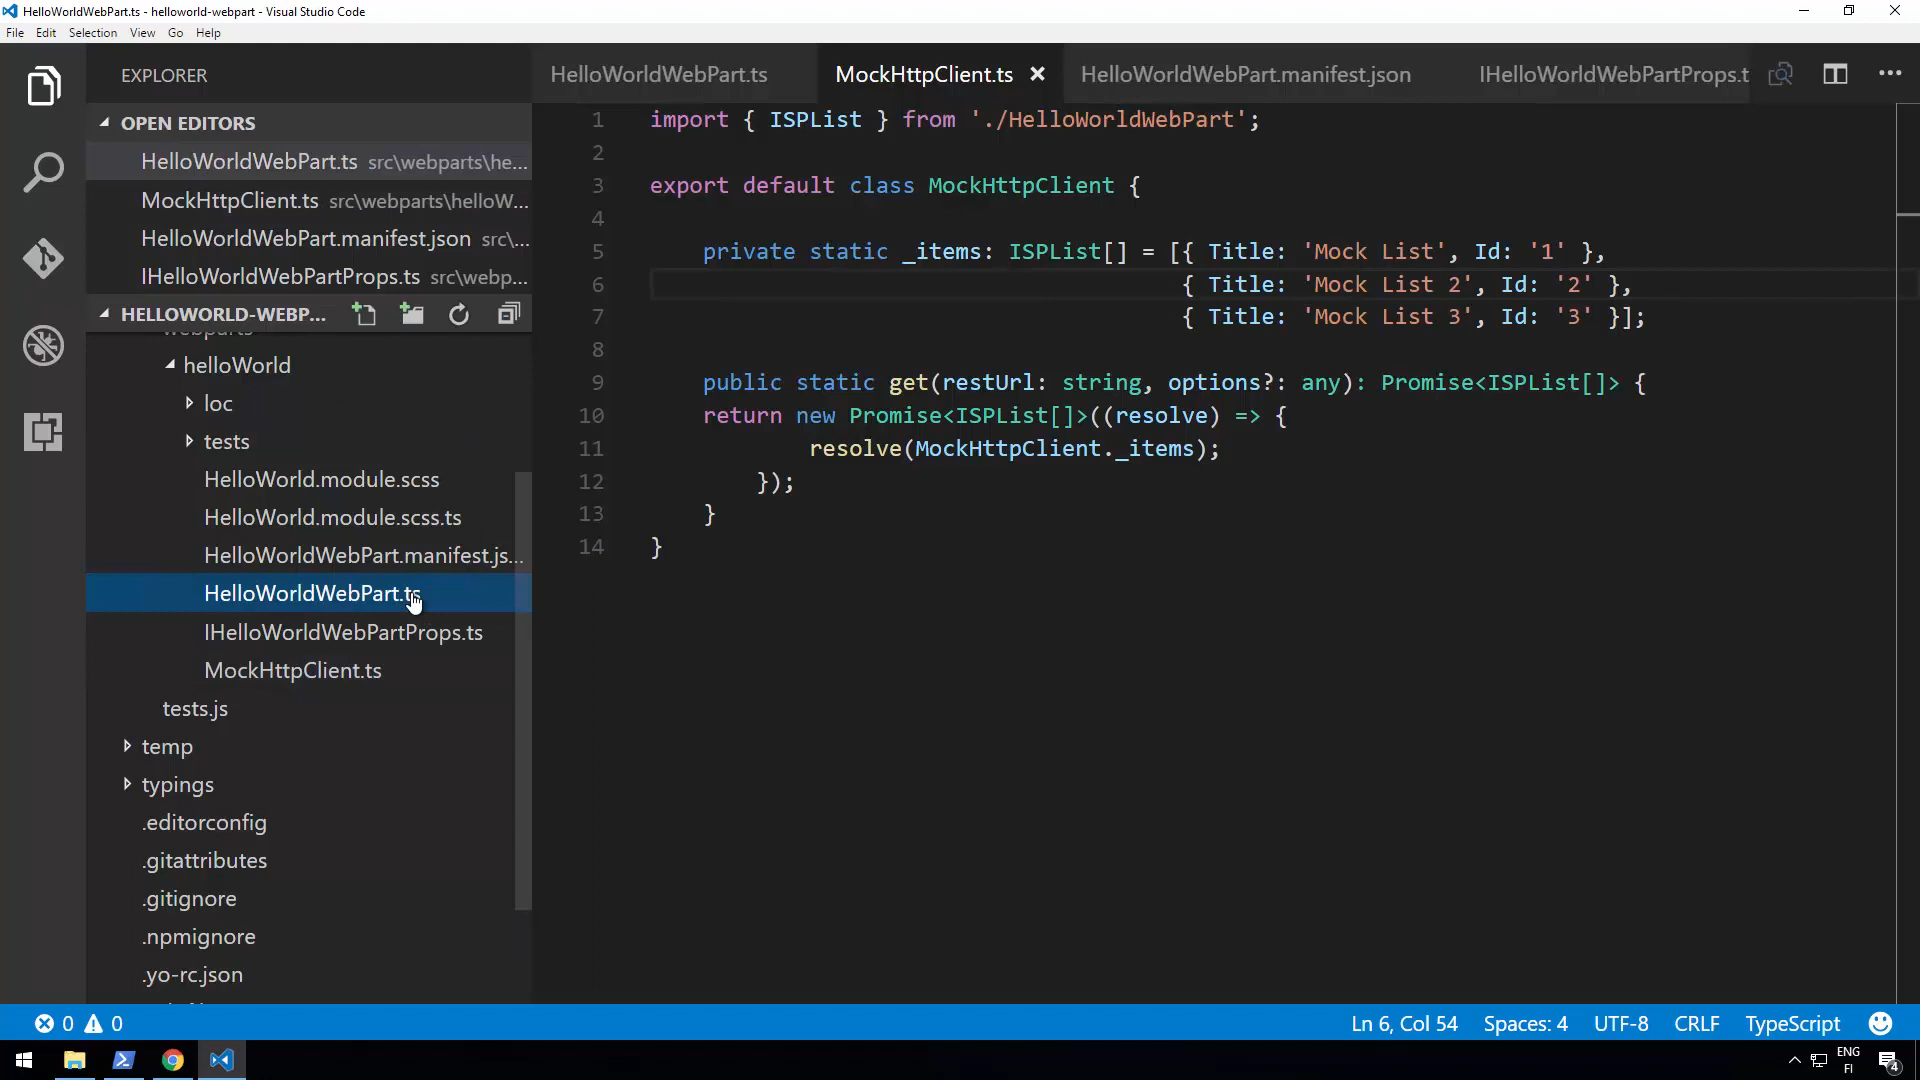 HelloWorldWebPart.ts - helloworld-webpart - Visual Studio Code
File Edit Selection View Go Help
EXPLORER
OPEN EDITORS
HelloWorldWebPart.ts src\webparts\he...
MockHttpClient.ts src\webparts\helloW...
HelloWorldWebPart.manifest.json src\...
IHelloWorldWebPartProps.ts src\webp...
HELLOWORLD-WEBP...
webparts
helloWorld
loc
tests
HelloWorld.module.scss
HelloWorld.module.scss.ts
HelloWorldWebPart.manifest.js...
HelloWorldWebPart.ts
IHelloWorldWebPartProps.ts
MockHttpClient.ts
tests.js
temp
typings
.editorconfig
.gitattributes
.gitignore
.npmignore
.yo-rc.json
HelloWorldWebPart.ts MockHttpClient.ts HelloWorldWebPart.manifest.json IHelloWorldWebPartProps.t
1 import { ISPList } from './HelloWorldWebPart';
2
3 export default class MockHttpClient {
4
5 private static _items: ISPList[] = [{ Title: 'Mock List', Id: '1' },
6 { Title: 'Mock List 2', Id: '2' },
7 { Title: 'Mock List 3', Id: '3' }];
8
9 public static get(restUrl: string, options?: any): Promise<ISPList[]> {
10 return new Promise<ISPList[]>((resolve) => {
11 resolve(MockHttpClient._items);
12 });
13 }
14 }
0 0 Ln 6, Col 54 Spaces: 4 UTF-8 CRLF TypeScript
ENG
FI
4